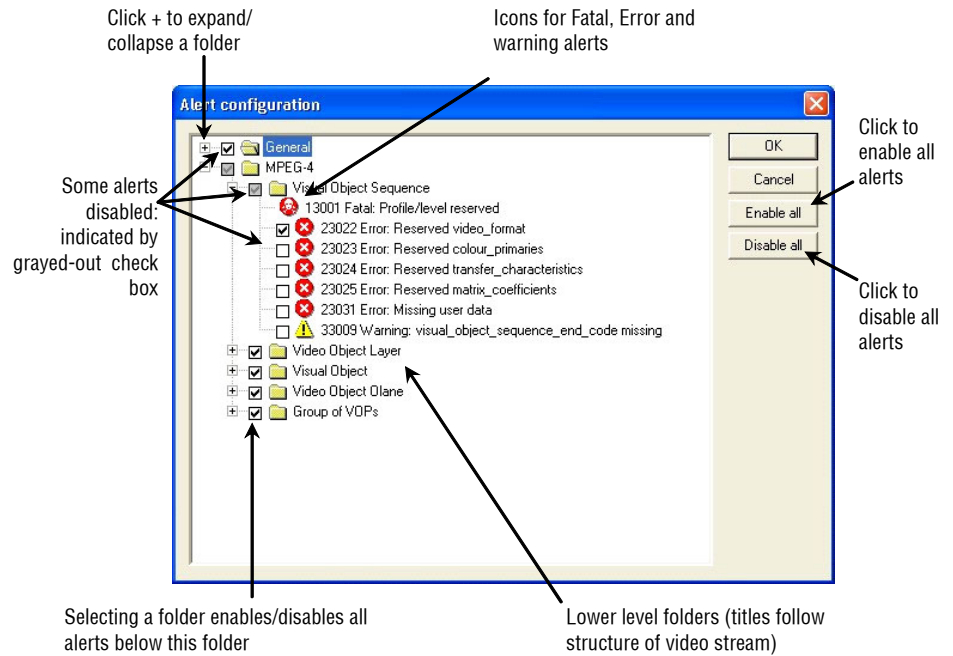 Click + to expand/
collapse a folder
Icons for Fatal, Error and
warning alerts
Alert configuration
General
MPEG-4
Visual Object Sequence
13001 Fatal: Profile/level reserved
23022 Error: Reserved video_format
23023 Error: Reserved colour_primaries
23024 Error: Reserved transfer_characteristics
23025 Error: Reserved matrix_coefficients
23031 Error: Missing user data
33009 Warning: visual_object_sequence_end_code missing
Video Object Layer
Visual Object
Video Object Olane
Group of VOPs
OK
Cancel
Enable all
Disable all
Some alerts
disabled:
indicated by
grayed-out check
box
Click to
enable all
alerts
Click to
disable all
alerts
Selecting a folder enables/disables all
alerts below this folder
Lower level folders (titles follow
structure of video stream)